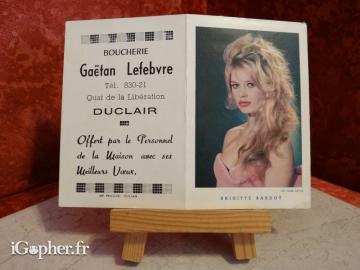 BOUCHERIE
Gaëtan Lefebvre
Tél. 830-21
Quai de la Libération
DUCLAIR
Offert par le Personnel
de la Maison avec ses
Meilleurs Vœux.
BRIGITTE BARDOT
iGopher.fr